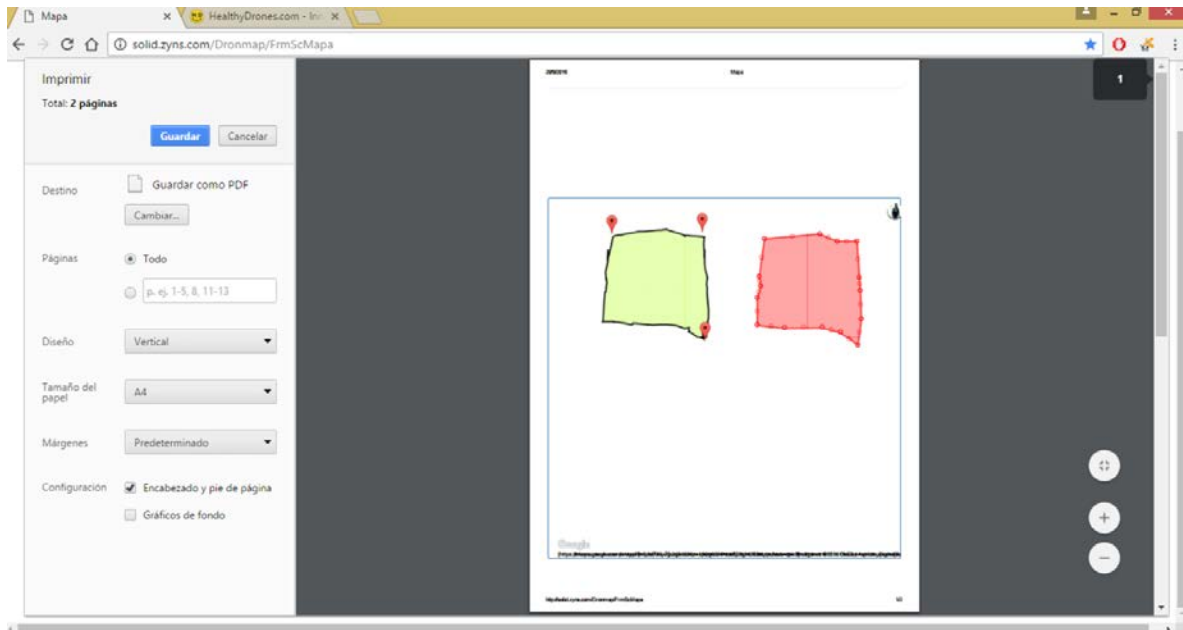 Mapa
HealthyDrones.com - Inn
solid.zyns.com/Dronmap/FrmScMapa
Imprimir
Total: 2 páginas
Guardar
Cancelar
Destino
Guardar como PDF
Cambiar...
Páginas
Todo
p. ej. 1-5, 8, 11-13
Diseño
Vertical
Tamaño del papel
A4
Márgenes
Predeterminado
Configuración
Encabezado y pie de página
Gráficos de fondo
Mapa
1
Google